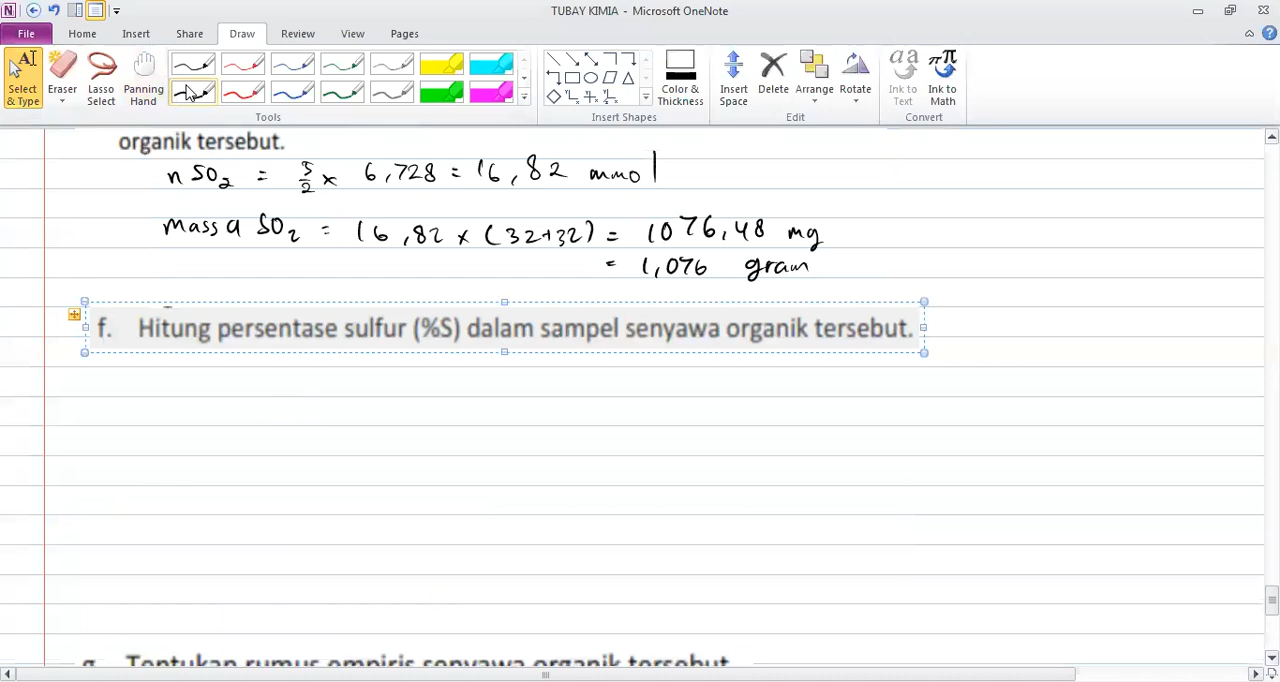 TUBAY KIMIA - Microsoft OneNote
File Home Insert Share Draw Review View Pages
Select & Type
Eraser
Lasso Select
Panning Hand
Color & Thickness
Insert Space
Delete
Arrange
Rotate
Ink to Text
Ink to Math
Tools
Insert Shapes
Edit
Convert
organik tersebut.
n SO₂ = 5/2 x 6,728 = 16,82 mmol
massa SO₂ = 16,82 x (32+32) = 1076,48 mg
= 1,076 gram
f. Hitung persentase sulfur (%S) dalam sampel senyawa organik tersebut.
g. Tentukan rumus empiris senyawa organik tersebut